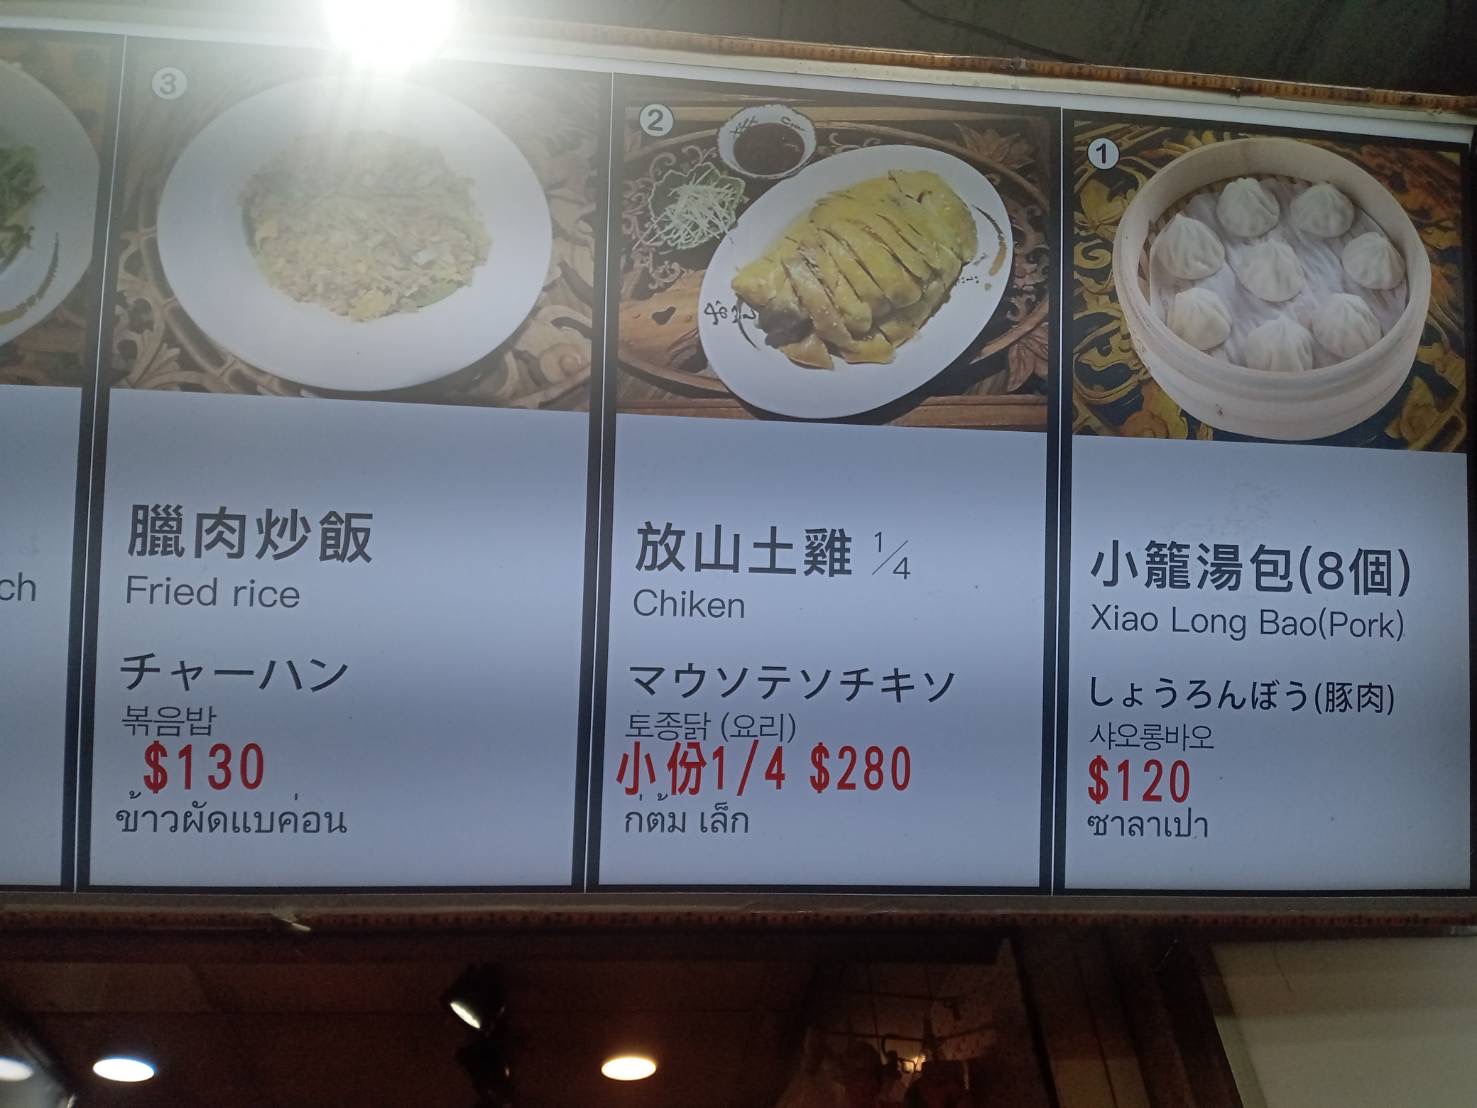 ch
③
臘肉炒飯
Fried rice
チャーハン
볶음밥
$130
ข้าวผัดแบค่อน
②
放山土雞 1/4
Chiken
マウソテソチキソ
토종닭 (요리)
小份1/4 $280
ก่ต้ม เล็ก
①
小籠湯包(8個)
Xiao Long Bao(Pork)
しょうろんぼう(豚肉)
샤오롱바오
$120
ซาลาเปา